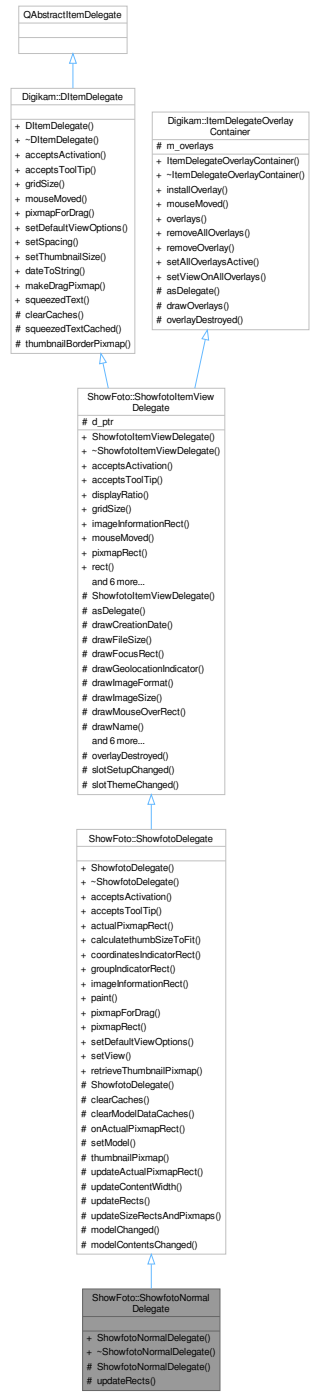 QAbstractItemDelegate
Digikam::DItemDelegate
+ DItemDelegate()
+ ~DItemDelegate()
+ acceptsActivation()
+ acceptsToolTip()
+ gridSize()
+ mouseMoved()
+ pixmapForDrag()
+ setDefaultViewOptions()
+ setSpacing()
+ setThumbnailSize()
+ dateToString()
+ makeDragPixmap()
+ squeezedText()
# clearCaches()
# squeezedTextCached()
# thumbnailBorderPixmap()
Digikam::ItemDelegateOverlay
Container
# m_overlays
+ ItemDelegateOverlayContainer()
+ ~ItemDelegateOverlayContainer()
+ installOverlay()
+ mouseMoved()
+ overlays()
+ removeAllOverlays()
+ removeOverlay()
+ setAllOverlaysActive()
+ setViewOnAllOverlays()
# asDelegate()
# drawOverlays()
# overlayDestroyed()
ShowFoto::ShowfotoItemView
Delegate
# d_ptr
+ ShowfotoItemViewDelegate()
+ ~ShowfotoItemViewDelegate()
+ acceptsActivation()
+ acceptsToolTip()
+ displayRatio()
+ gridSize()
+ imageInformationRect()
+ mouseMoved()
+ pixmapRect()
+ rect()
and 6 more...
# ShowfotoItemViewDelegate()
# asDelegate()
# drawCreationDate()
# drawFileSize()
# drawFocusRect()
# drawGeolocationIndicator()
# drawImageFormat()
# drawImageSize()
# drawMouseOverRect()
# drawName()
and 6 more...
# overlayDestroyed()
# slotSetupChanged()
# slotThemeChanged()
ShowFoto::ShowfotoDelegate
+ ShowfotoDelegate()
+ ~ShowfotoDelegate()
+ acceptsActivation()
+ acceptsToolTip()
+ actualPixmapRect()
+ calculatethumbSizeToFit()
+ coordinatesIndicatorRect()
+ groupIndicatorRect()
+ imageInformationRect()
+ paint()
+ pixmapForDrag()
+ pixmapRect()
+ setDefaultViewOptions()
+ setView()
+ retrieveThumbnailPixmap()
# ShowfotoDelegate()
# clearCaches()
# clearModelDataCaches()
# onActualPixmapRect()
# setModel()
# thumbnailPixmap()
# updateActualPixmapRect()
# updateContentWidth()
# updateRects()
# updateSizeRectsAndPixmaps()
# modelChanged()
# modelContentsChanged()
ShowFoto::ShowfotoNormal
Delegate
+ ShowfotoNormalDelegate()
+ ~ShowfotoNormalDelegate()
# ShowfotoNormalDelegate()
# updateRects()